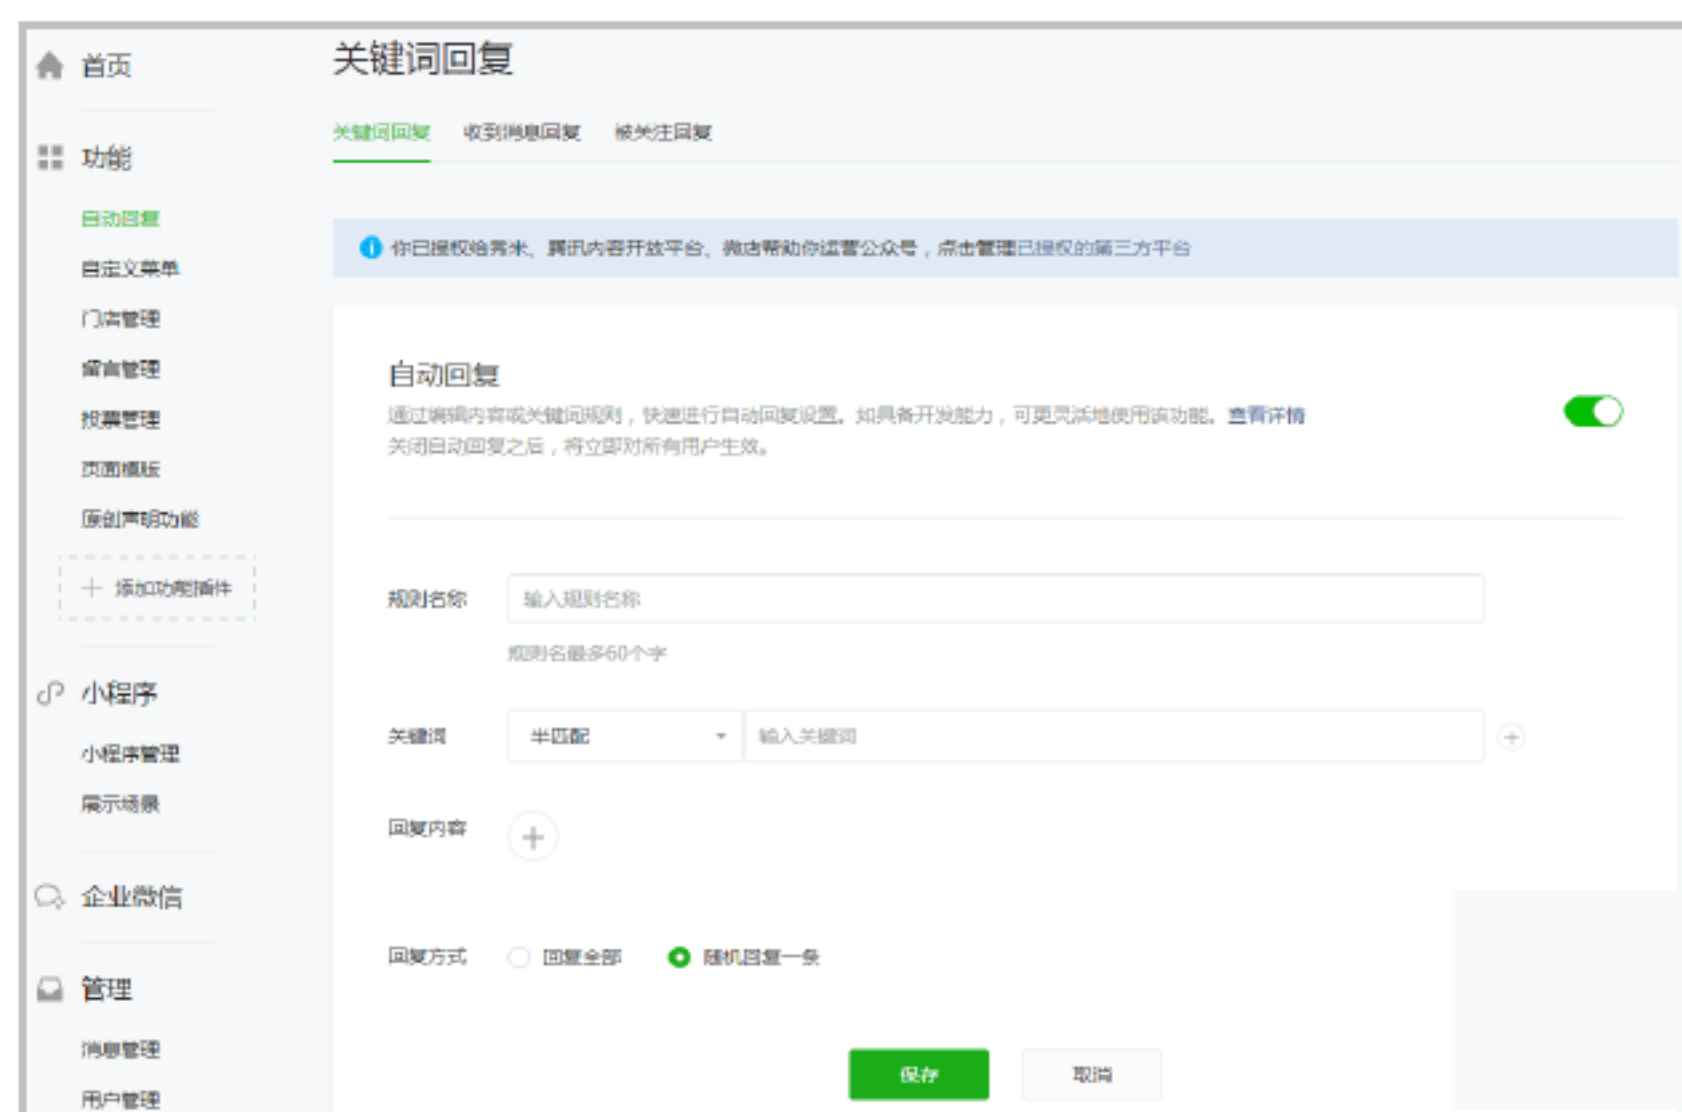 首页
功能
自动回复
自定义菜单
门店管理
留言管理
投票管理
页面模版
原创声明功能
添加功能插件
小程序
小程序管理
展示场景
企业微信
管理
消息管理
用户管理
关键词回复
关键词回复 收到消息回复 被关注回复
你已授权给秀米、腾讯内容开放平台、微店帮助你运营公众号，点击管理已授权的第三方平台
自动回复
通过编辑内容或关键词规则，快速进行自动回复设置。如具备开发能力，可更灵活地使用该功能。查看详情
关闭自动回复之后，将立即对所有用户生效。
规则名称 输入规则名称
规则名最多60个字
关键词 半匹配 输入关键词
回复内容
回复方式 回复全部 随机回复一条
保存 取消